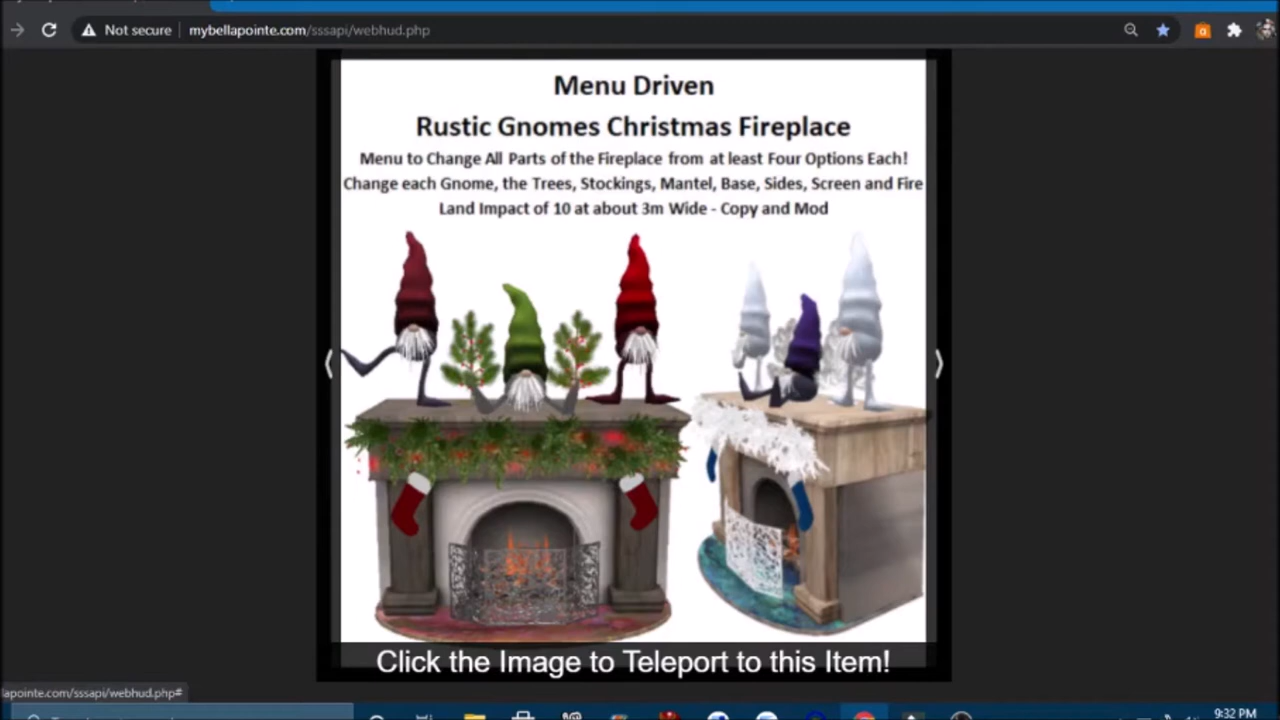 Not secure
mybellapointe.com/sssapi/webhud.php
Menu Driven
Rustic Gnomes Christmas Fireplace
Menu to Change All Parts of the Fireplace from at least Four Options Each!
Change each Gnome, the Trees, Stockings, Mantel, Base, Sides, Screen and Fire
Land Impact of 10 at about 3m Wide - Copy and Mod
Click the Image to Teleport to this Item!
lapointe.com/sssapi/webhud.php#
9:32 PM